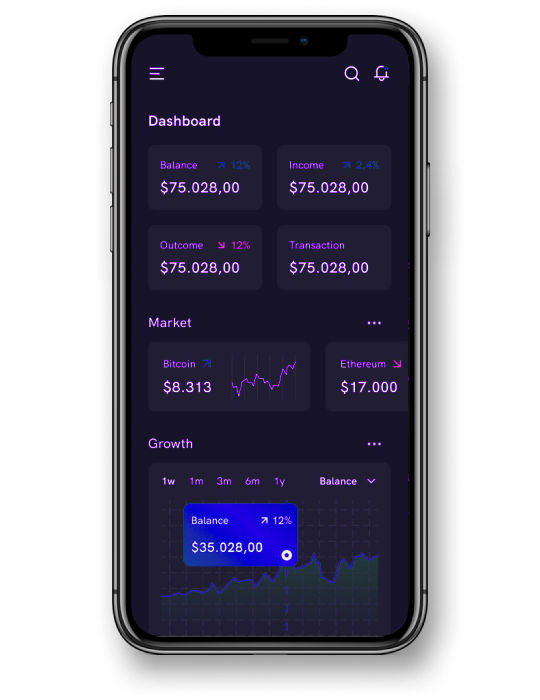 Dashboard
Balance 12% Income 2,4%
$75.028,00 $75.028,00
Outcome 12% Transaction
$75.028,00 $75.028,00
Market
Bitcoin Ethereum
$8.313 $17.000
Growth
1w 1m 3m 6m 1y Balance
Balance 12%
$35.028,00